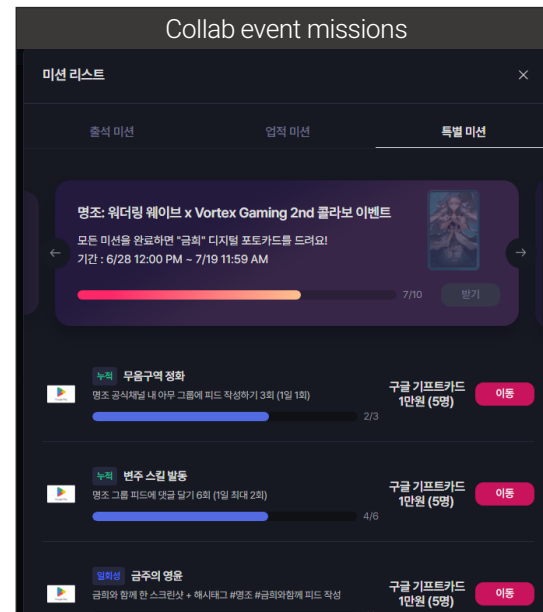 Collab event missions
미션 리스트
출석 미션
업적 미션
특별 미션
명조: 워더링 웨이브 x Vortex Gaming 2nd 콜라보 이벤트
모든 미션을 완료하면 "금희" 디지털 포토카드를 드려요!
기간 : 6/28 12:00 PM ~ 7/19 11:59 AM
7/10
받기
누적 무음구역 정화
명조 공식채널 내 아무 그룹에 피드 작성하기 3회 (1일 1회)
2/3
구글 기프트카드
1만원 (5명)
이동
누적 변주 스킬 발동
명조 그룹 피드에 댓글 달기 6회 (1일 최대 2회)
4/6
구글 기프트카드
1만원 (5명)
이동
일회성 금주의 영윤
금희와 함께 한 스크린샷 + 해시태그 #명조 #금희와함께 피드 작성
구글 기프트카드
1만원 (5명)
이동